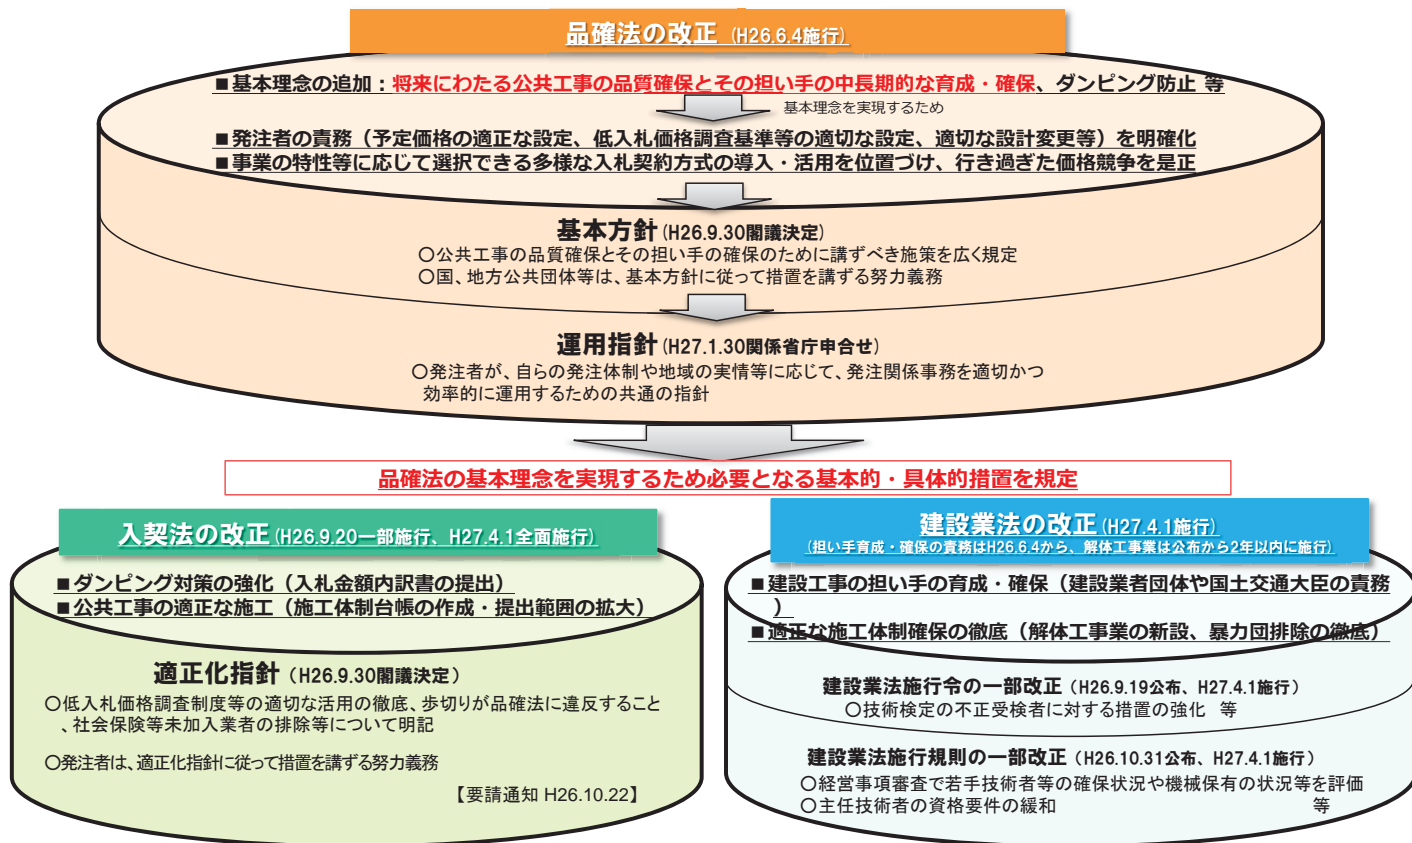 品確法の改正 (H26.6.4施行)
■基本理念の追加：将来にわたる公共工事の品質確保とその担い手の中長期的な育成・確保、ダンピング防止 等
基本理念を実現するため
■発注者の責務（予定価格の適正な設定、低入札価格調査基準等の適切な設定、適切な設計変更等）を明確化
■事業の特性等に応じて選択できる多様な入札契約方式の導入・活用を位置づけ、行き過ぎた価格競争を是正
基本方針(H26.9.30閣議決定)
○公共工事の品質確保とその担い手の確保のために講ずべき施策を広く規定
○国、地方公共団体等は、基本方針に従って措置を講ずる努力義務
運用指針(H27.1.30関係省庁申合せ)
○発注者が、自らの発注体制や地域の実情等に応じて、発注関係事務を適切かつ
効率的に運用するための共通の指針
品確法の基本理念を実現するため必要となる基本的・具体的措置を規定
入契法の改正(H26.9.20一部施行、H27.4.1全面施行)
■ダンピング対策の強化（入札金額内訳書の提出）
■公共工事の適正な施工（施工体制台帳の作成・提出範囲の拡大）
適正化指針（H26.9.30閣議決定）
○低入札価格調査制度等の適切な活用の徹底、歩切りが品確法に違反すること
、社会保険等未加入業者の排除等について明記
○発注者は、適正化指針に従って措置を講ずる努力義務
【要請通知 H26.10.22】
建設業法の改正(H27.4.1施行)
(担い手育成・確保の責務はH26.6.4から、解体工事業は公布から2年以内に施行)
■建設工事の担い手の育成・確保（建設業者団体や国土交通大臣の責務
）
■適正な施工体制確保の徹底（解体工事業の新設、暴力団排除の徹底）
建設業法施行令の一部改正（H26.9.19公布、H27.4.1施行）
○技術検定の不正受検者に対する措置の強化 等
建設業法施行規則の一部改正（H26.10.31公布、H27.4.1施行）
○経営事項審査で若手技術者等の確保状況や機械保有の状況等を評価
○主任技術者の資格要件の緩和 等